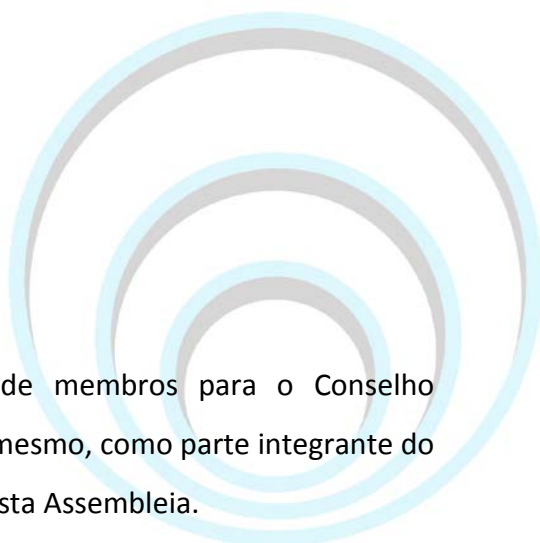 de membros para o Conselho
mesmo, como parte integrante do
sta Assembleia.